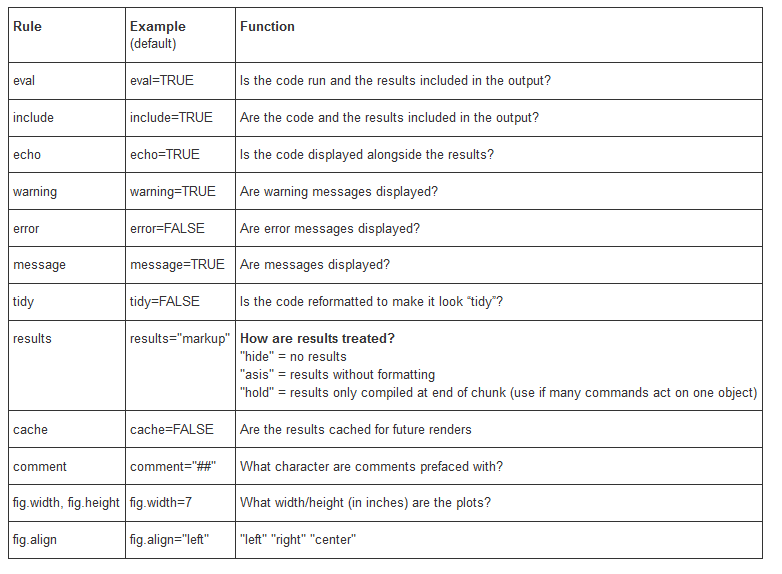 Rule Example Function
(default)
eval eval=TRUE Is the code run and the results included in the output?
include include=TRUE Are the code and the results included in the output?
echo echo=TRUE Is the code displayed alongside the results?
warning warning=TRUE Are warning messages displayed?
error error=FALSE Are error messages displayed?
message message=TRUE Are messages displayed?
tidy tidy=FALSE Is the code reformatted to make it look “tidy”?
results results="markup" How are results treated?
"hide" = no results
"asis" = results without formatting
"hold" = results only compiled at end of chunk (use if many commands act on one object)
cache cache=FALSE Are the results cached for future renders
comment comment="##" What character are comments prefaced with?
fig.width, fig.height fig.width=7 What width/height (in inches) are the plots?
fig.align fig.align="left" "left" "right" "center"